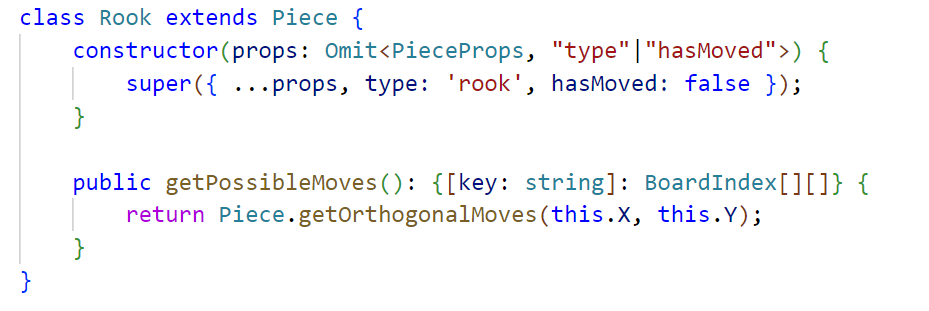 class Rook extends Piece {
    constructor(props: Omit<PieceProps, "type"|"hasMoved">) {
        super({ ...props, type: 'rook', hasMoved: false });
    }

    public getPossibleMoves(): {[key: string]: BoardIndex[][]} {
        return Piece.getOrthogonalMoves(this.X, this.Y);
    }
}